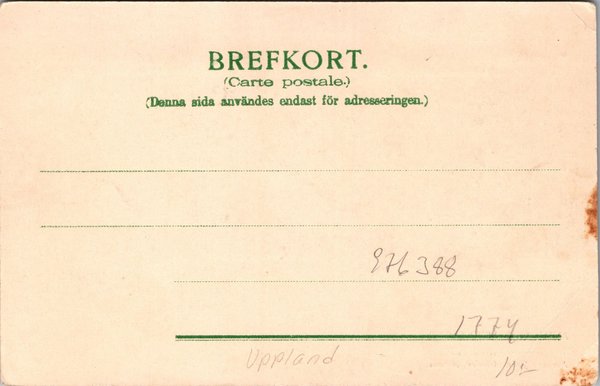 BREFKORT.
(Carte postale.)
(Denna sida användes endast för adresseringen.)
976388
1774
Uppland
10:-